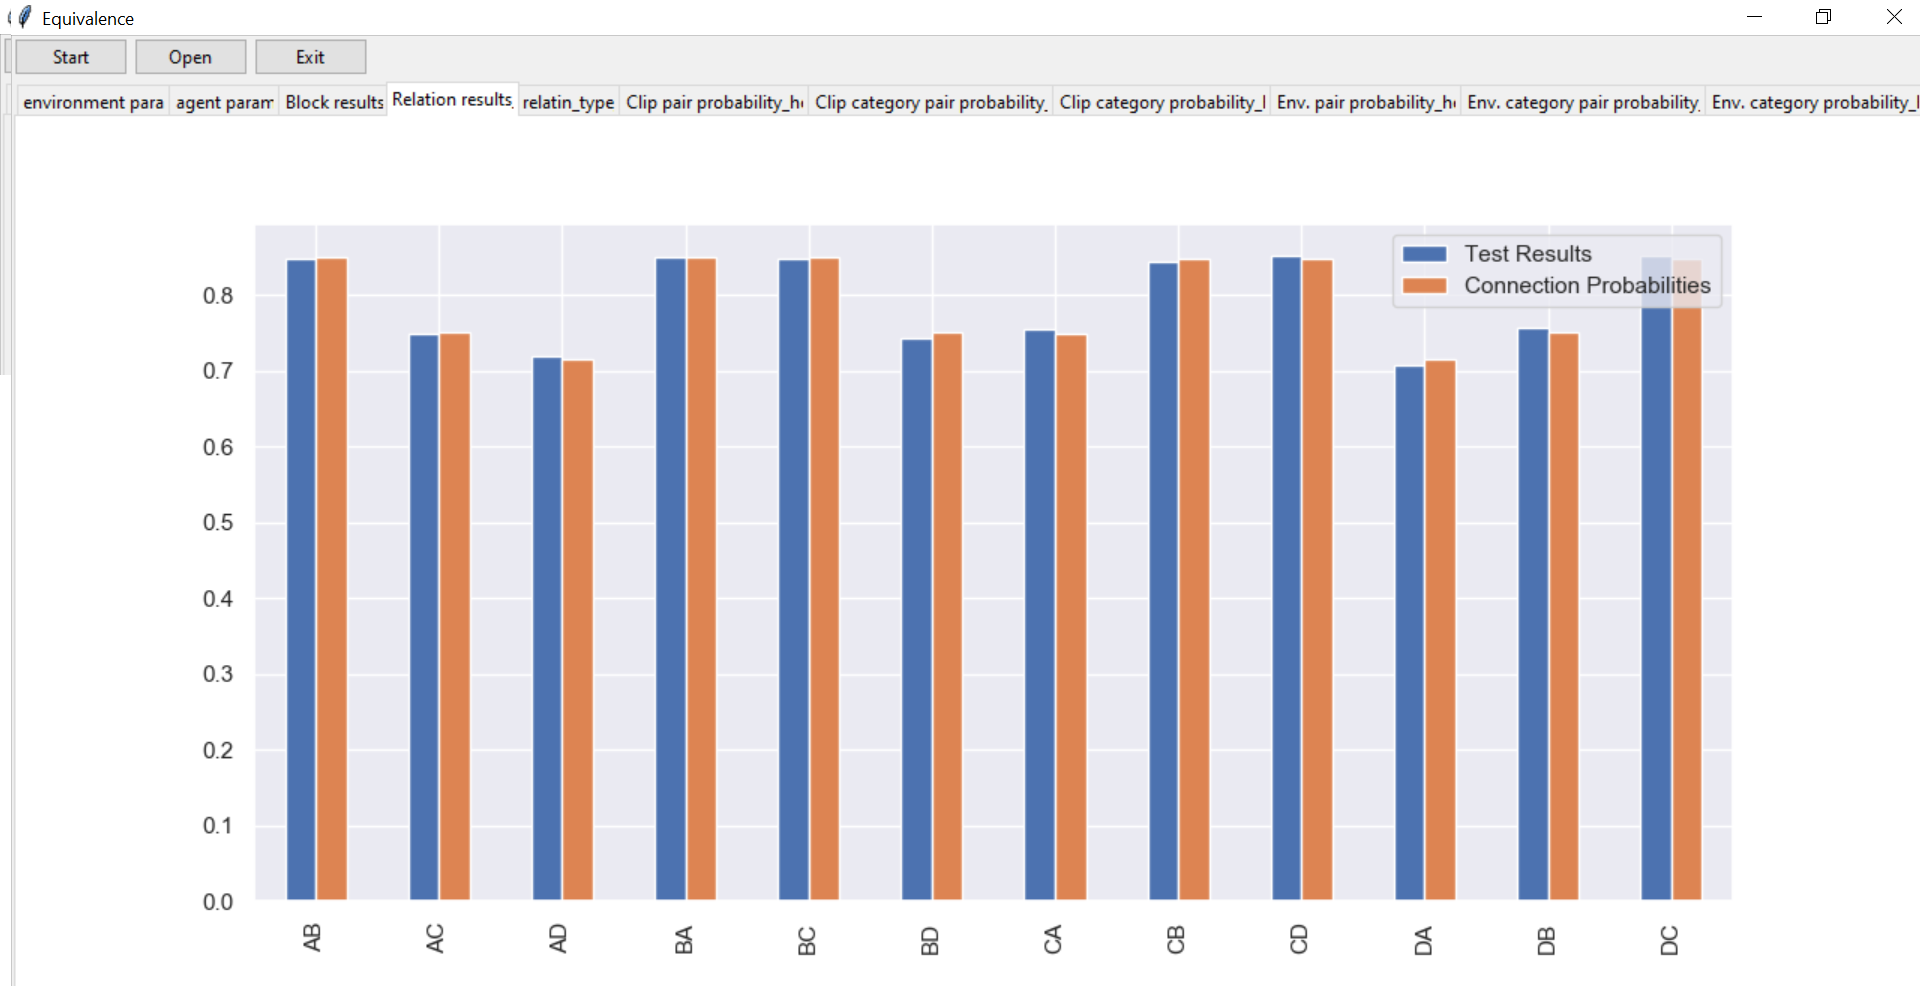 Equivalence
Start Open Exit
environment para agent param Block results Relation results_ relatin_type Clip pair probability_h Clip category pair probability_ Clip category probability_l Env. pair probability_h Env. category pair probability_ Env. category probability_l
Test Results
Connection Probabilities
0.8
0.7
0.6
0.5
0.4
0.3
0.2
0.1
0.0
AB AC AD BA BC BD CA CB CD DA DB DC